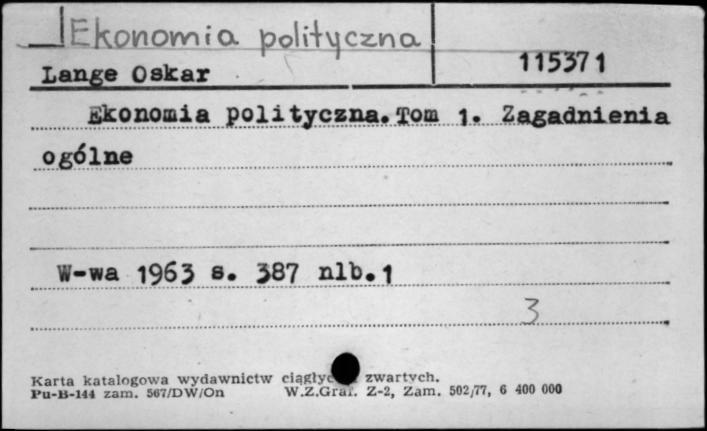 Ekonomia polityczna
Lange Oskar 115371
Ekonomia polityczna. Tom 1. Zagadnienia
ogólne
W-wa 1963 s. 387 nlb. 1
3
Karta katalogowa wydawnictw zwartych.
Pu-B-144 zam. 567/DW/On W.Z.Graf. Z-2, Zam. 502/77, 6 400 000